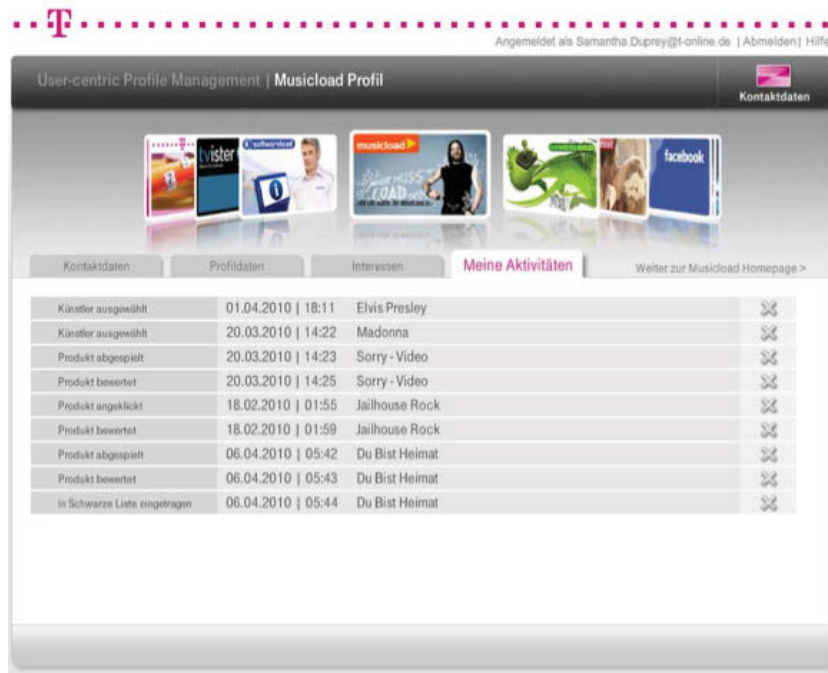 T
Angemeldet als Samantha.Duprey@t-online.de | Abmelden | Hilfe
User-centric Profile Management | Musicload Profil
Kontaktdaten
tvister
softwareload
musicload
facebook
Kontaktdaten Profildaten Interessen Meine Aktivitäten Weiter zur Musicload Homepage >
Künstler ausgewählt 01.04.2010 | 18:11 Elvis Presley
Künstler ausgewählt 20.03.2010 | 14:22 Madonna
Produkt abgespielt 20.03.2010 | 14:23 Sorry - Video
Produkt bewertet 20.03.2010 | 14:25 Sorry - Video
Produkt angeklickt 18.02.2010 | 01:55 Jailhouse Rock
Produkt bewertet 18.02.2010 | 01:59 Jailhouse Rock
Produkt abgespielt 06.04.2010 | 05:42 Du Bist Heimat
Produkt bewertet 06.04.2010 | 05:43 Du Bist Heimat
in Schwarze Liste eingetragen 06.04.2010 | 05:44 Du Bist Heimat